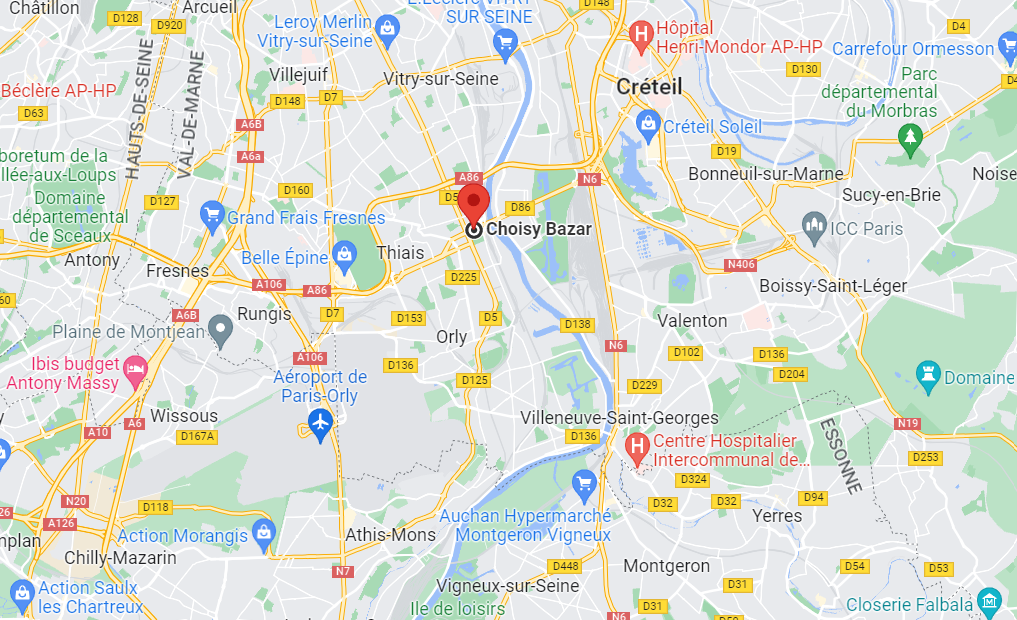 Châtillon
Arcueil
D128
D920
Leroy Merlin
Vitry-sur-Seine
SUR SEINE
D148
Hôpital
Henri-Mondor AP-HP
D4
Carrefour Ormesson
HAUTS-DE-SEINE
VAL-DE-MARNE
Villejuif
Vitry-sur-Seine
Créteil
D130
Parc
départemental
du Morbras
Béclère AP-HP
D63
D148
D7
A6B
A6a
Créteil Soleil
D19
Bonneuil-sur-Marne
Noise
Sucy-en-Brie
boretum de la
llée-aux-Loups
Domaine
départemental
de Sceaux
D127
D160
A86
D5
D86
N6
Choisy Bazar
Grand Frais Fresnes
Belle Épine
Thiais
ICC Paris
Antony
Fresnes
A106
A86
D225
N406
Boissy-Saint-Léger
60
A6B
Rungis
D7
D153
D5
D138
Valenton
Plaine de Montjean
Orly
N6
D102
D136
D204
Ibis budget
Antony Massy
A106
D136
Aéroport de
Paris-Orly
D125
D229
Domaine
Wissous
Villeneuve-Saint-Georges
A10
A6
D167A
D136
Centre Hospitalier
Intercommunal de...
ESSONNE
N19
D253
D324
D32
D32
D94
Yerres
N20
A126
D118
Action Morangis
Athis-Mons
Auchan Hypermarché
Montgeron Vigneux
Chilly-Mazarin
N7
D448
Montgeron
D54
D53
Action Saulx
les Chartreux
Vigneux-sur-Seine
D31
D31
Ile de loisirs
N6
Closerie Falbala